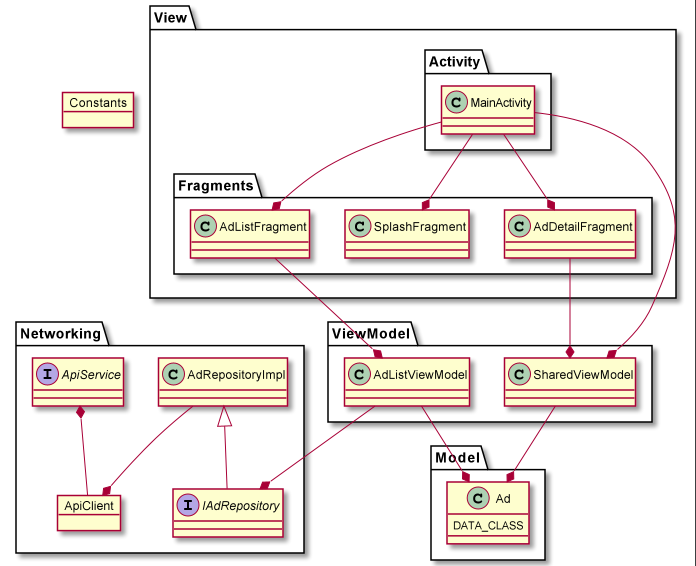 View
Activity
Constants
C MainActivity
Fragments
C AdListFragment
C SplashFragment
C AdDetailFragment
Networking
ViewModel
I ApiService
C AdRepositoryImpl
C AdListViewModel
C SharedViewModel
Model
ApiClient
I IAdRepository
C Ad
DATA_CLASS